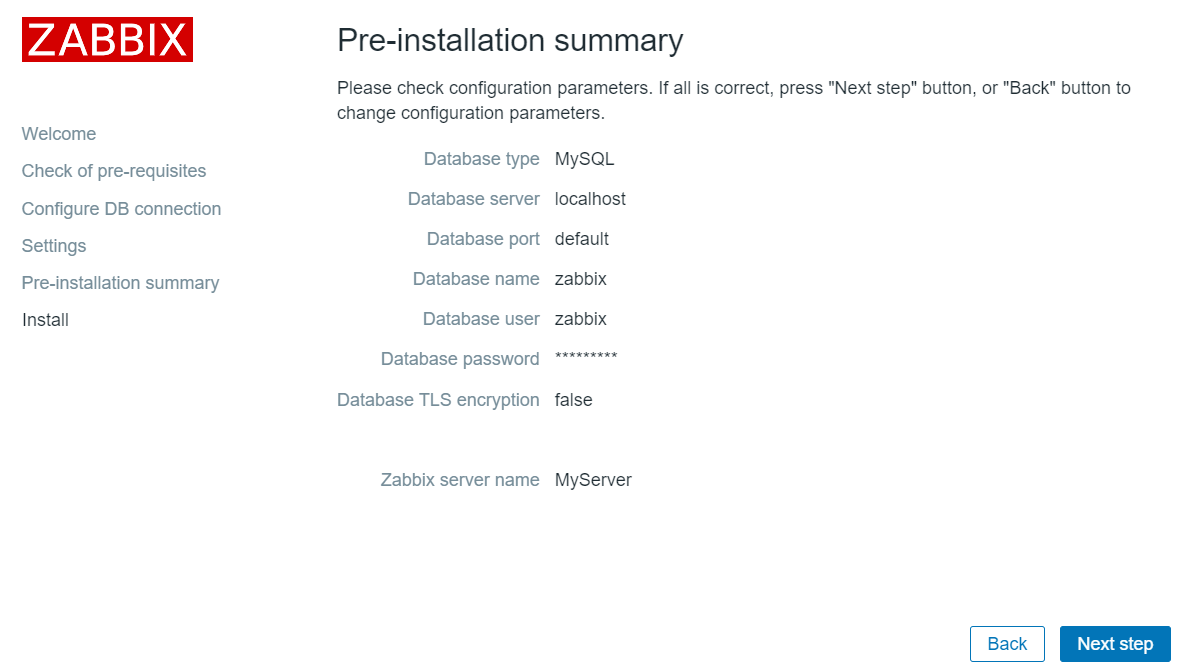 ZABBIX
Welcome
Check of pre-requisites
Configure DB connection
Settings
Pre-installation summary
Install
Pre-installation summary
Please check configuration parameters. If all is correct, press "Next step" button, or "Back" button to
change configuration parameters.
Database type MySQL
Database server localhost
Database port default
Database name zabbix
Database user zabbix
Database password *********
Database TLS encryption false
Zabbix server name MyServer
Back Next step